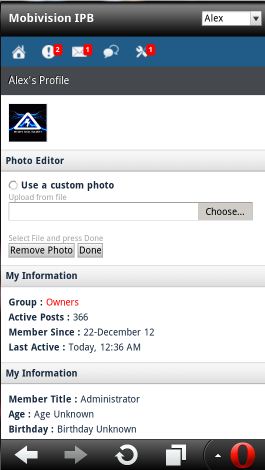 Mobivision IPB
Alex
2
1
1
Alex's Profile
Photo Editor
Use a custom photo
Upload from file
Choose...
Select File and press Done
Remove Photo Done
My Information
Group : Owners
Active Posts : 366
Member Since : 22-December 12
Last Active : Today, 12:36 AM
My Information
Member Title : Administrator
Age : Age Unknown
Birthday : Birthday Unknown